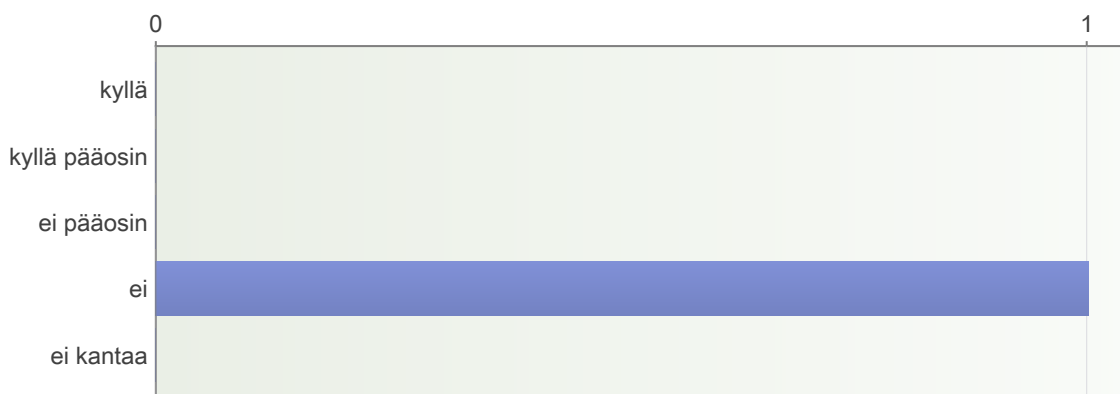 0 1
kyllä
kyllä pääosin
ei pääosin
ei
ei kantaa